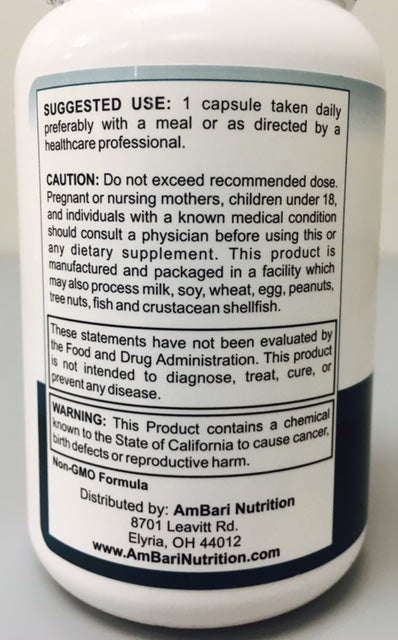 SUGGESTED USE: 1 capsule taken daily
preferably with a meal or as directed by a
healthcare professional.
CAUTION: Do not exceed recommended dose.
Pregnant or nursing mothers, children under 18,
and individuals with a known medical condition
should consult a physician before using this or
any dietary supplement. This product is
manufactured and packaged in a facility which
may also process milk, soy, wheat, egg, peanuts,
tree nuts, fish and crustacean shellfish.
These statements have not been evaluated by
the Food and Drug Administration. This product
is not intended to diagnose, treat, cure, or
prevent any disease.
WARNING: This Product contains a chemical
known to the State of California to cause cancer,
birth defects or reproductive harm.
Non-GMO Formula
Distributed by: AmBari Nutrition
8701 Leavitt Rd.
Elyria, OH 44012
www.AmBariNutrition.com